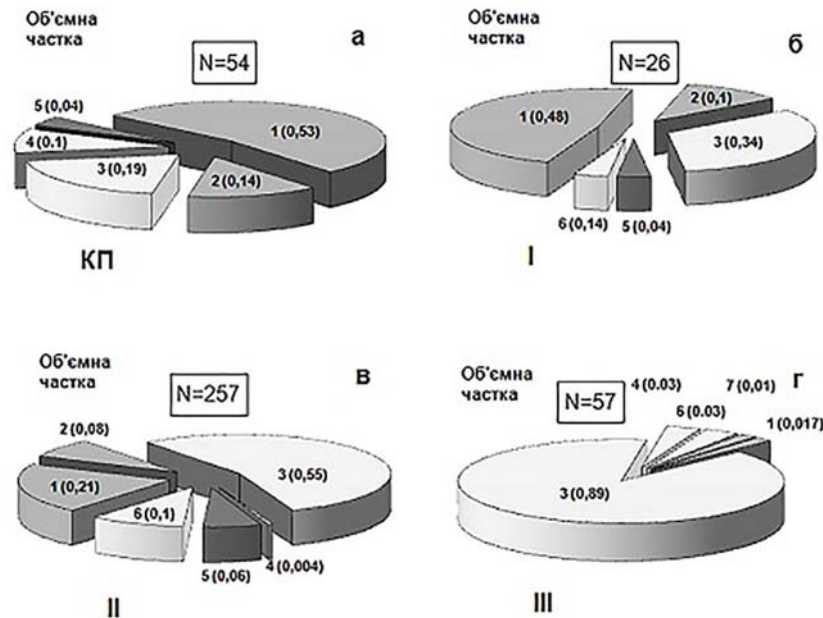 Об'ємна
частка
а
N=54
5 (0,04)
4 (0.1)
3 (0,19)
2 (0,14)
1 (0,53)
КП
Об'ємна
частка
б
N=26
1 (0,48)
2 (0,1)
3 (0,34)
6 (0,14)
5 (0,04)
I
Об'ємна
частка
в
N=257
2 (0,08)
1 (0,21)
3 (0,55)
6 (0,1)
5 (0,06)
4 (0,004)
II
Об'ємна
частка
г
N=57
4 (0.03)
7 (0,01)
6 (0.03)
1 (0,017)
3 (0,89)
III